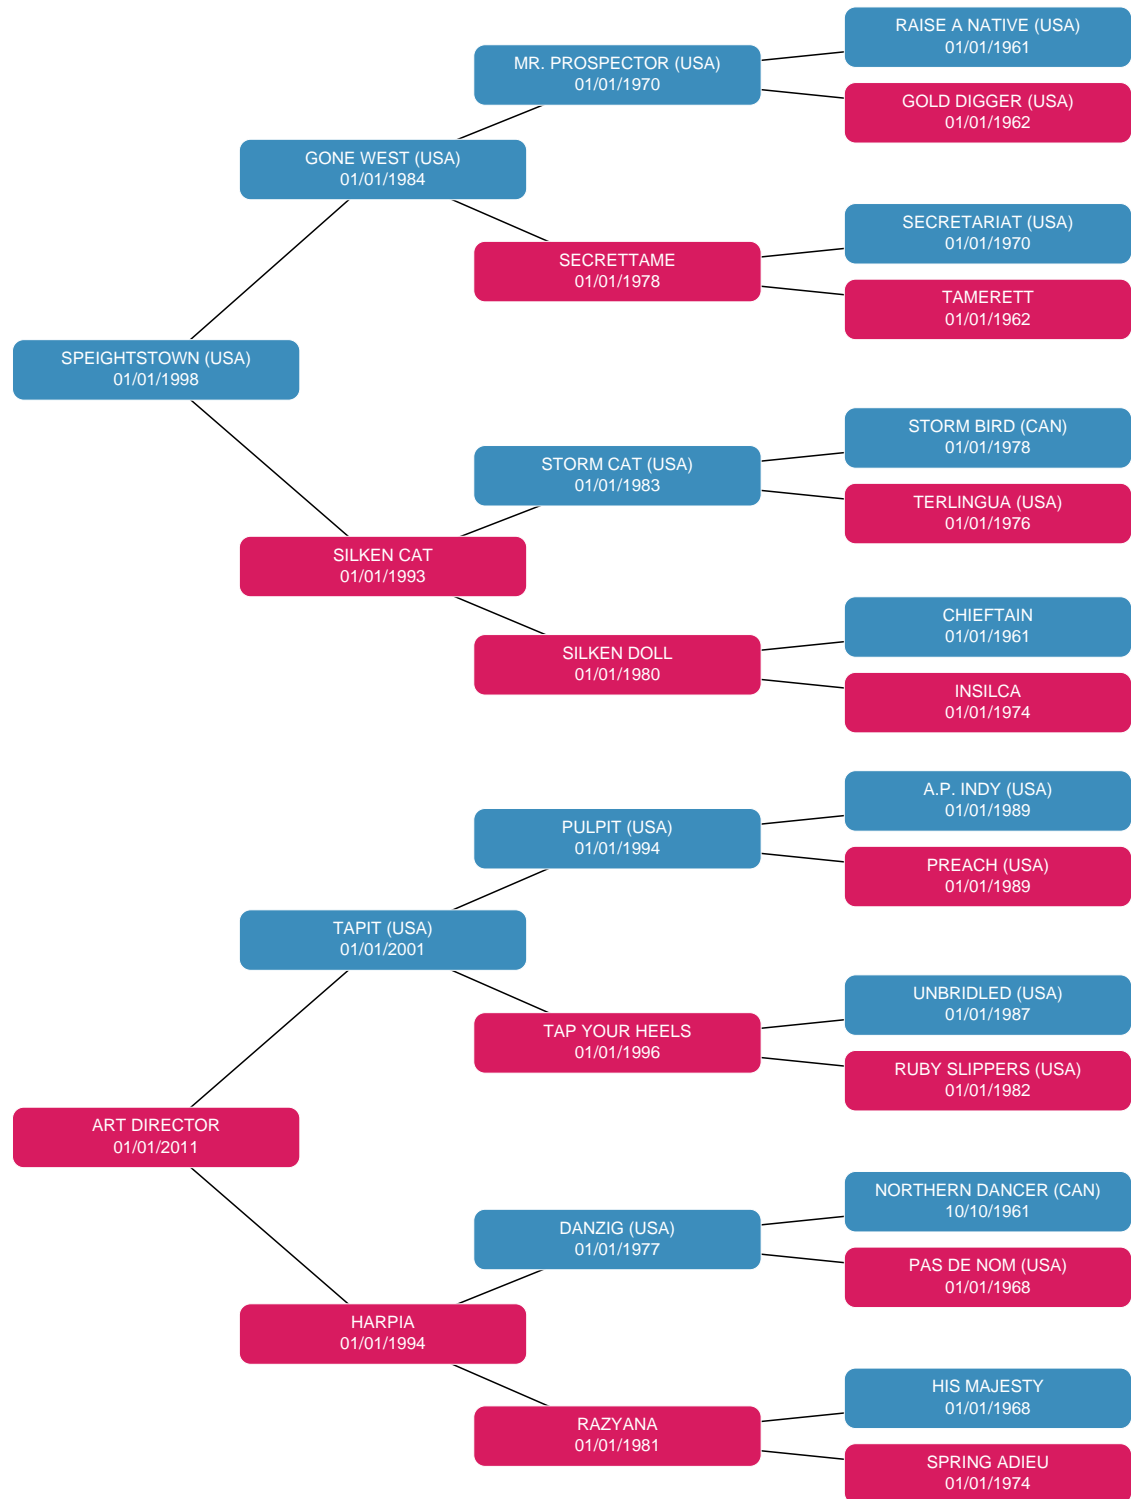 RAISE A NATIVE (USA)
01/01/1961
MR. PROSPECTOR (USA)
01/01/1970
GOLD DIGGER (USA)
01/01/1962
GONE WEST (USA)
01/01/1984
SECRETARIAT (USA)
01/01/1970
SECRETTAME
01/01/1978
TAMERETT
01/01/1962
SPEIGHTSTOWN (USA)
01/01/1998
STORM BIRD (CAN)
01/01/1978
STORM CAT (USA)
01/01/1983
TERLINGUA (USA)
01/01/1976
SILKEN CAT
01/01/1993
CHIEFTAIN
01/01/1961
SILKEN DOLL
01/01/1980
INSILCA
01/01/1974
A.P. INDY (USA)
01/01/1989
PULPIT (USA)
01/01/1994
PREACH (USA)
01/01/1989
TAPIT (USA)
01/01/2001
UNBRIDLED (USA)
01/01/1987
TAP YOUR HEELS
01/01/1996
RUBY SLIPPERS (USA)
01/01/1982
ART DIRECTOR
01/01/2011
NORTHERN DANCER (CAN)
10/10/1961
DANZIG (USA)
01/01/1977
PAS DE NOM (USA)
01/01/1968
HARPIA
01/01/1994
HIS MAJESTY
01/01/1968
RAZYANA
01/01/1981
SPRING ADIEU
01/01/1974